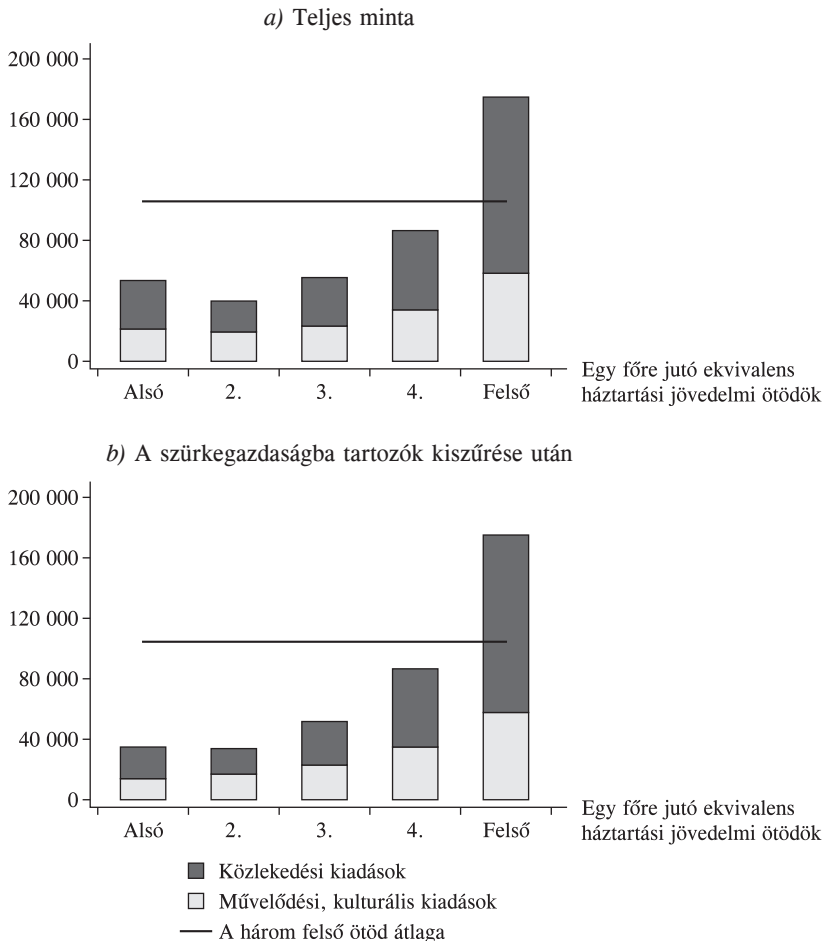 a) Teljes minta
200 000
160 000
120 000
80 000
40 000
0
Alsó 2. 3. 4. Felső
Egy főre jutó ekvivalens
háztartási jövedelmi ötödök
b) A szürkegazdaságba tartozók kiszűrése után
200 000
160 000
120 000
80 000
40 000
0
Alsó 2. 3. 4. Felső
Egy főre jutó ekvivalens
háztartási jövedelmi ötödök
Közlekedési kiadások
Művelődési, kulturális kiadások
A három felső ötöd átlaga